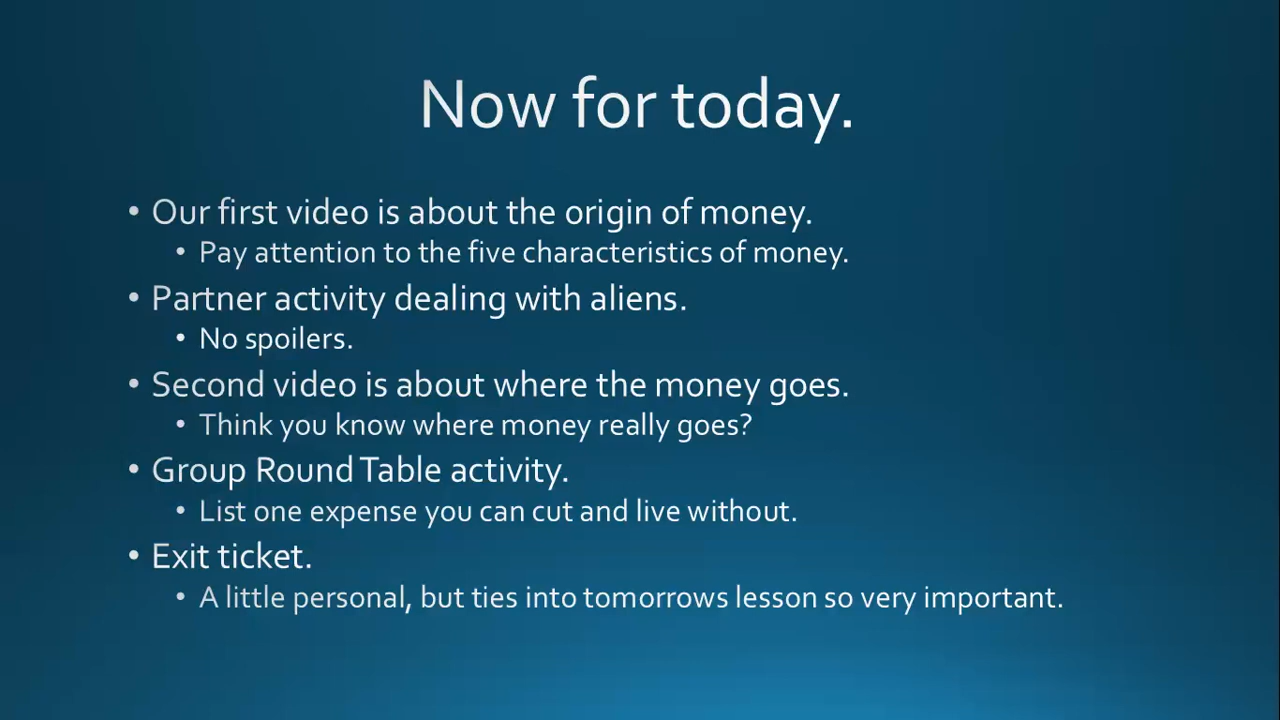 Now for today.
• Our first video is about the origin of money.
• Pay attention to the five characteristics of money.
• Partner activity dealing with aliens.
• No spoilers.
• Second video is about where the money goes.
• Think you know where money really goes?
• Group Round Table activity.
• List one expense you can cut and live without.
• Exit ticket.
• A little personal, but ties into tomorrows lesson so very important.